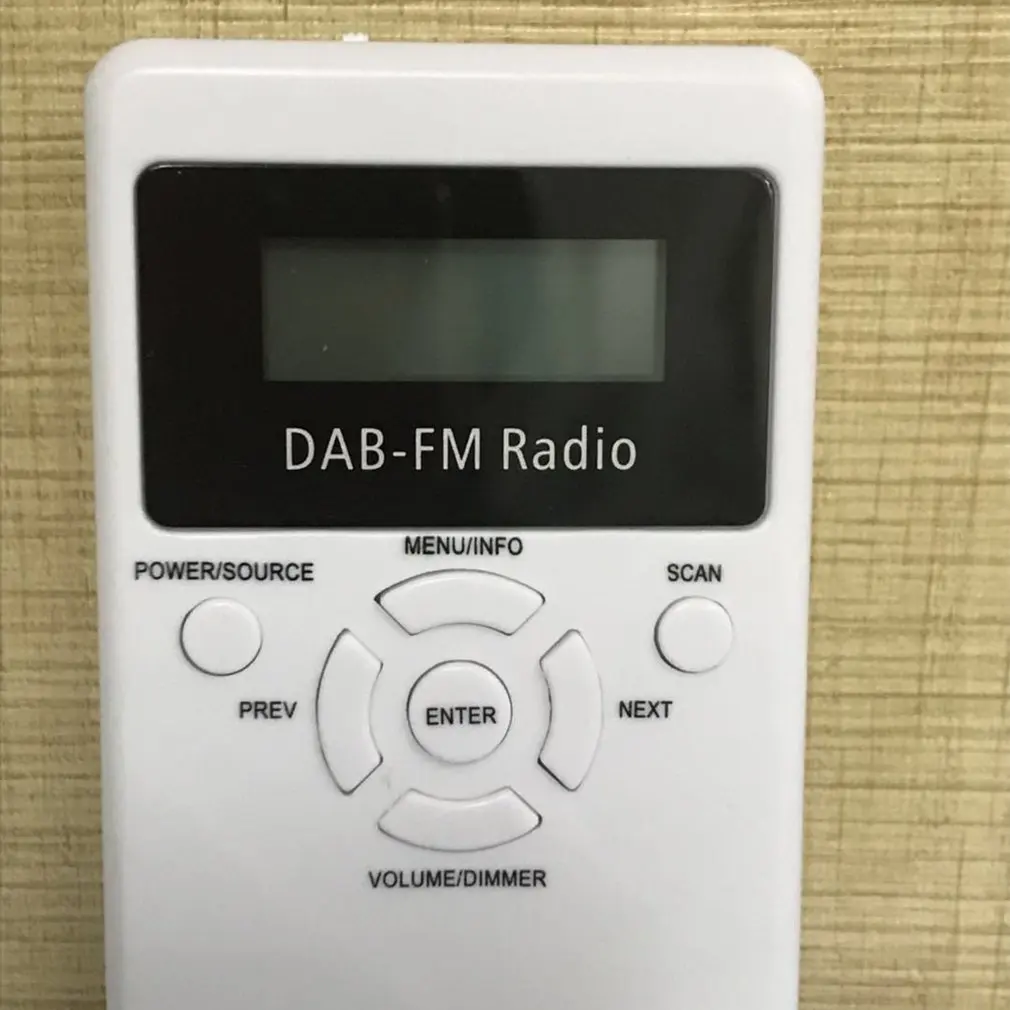 DAB-FM Radio
MENU/INFO
POWER/SOURCE
SCAN
PREV
ENTER
NEXT
VOLUME/DIMMER